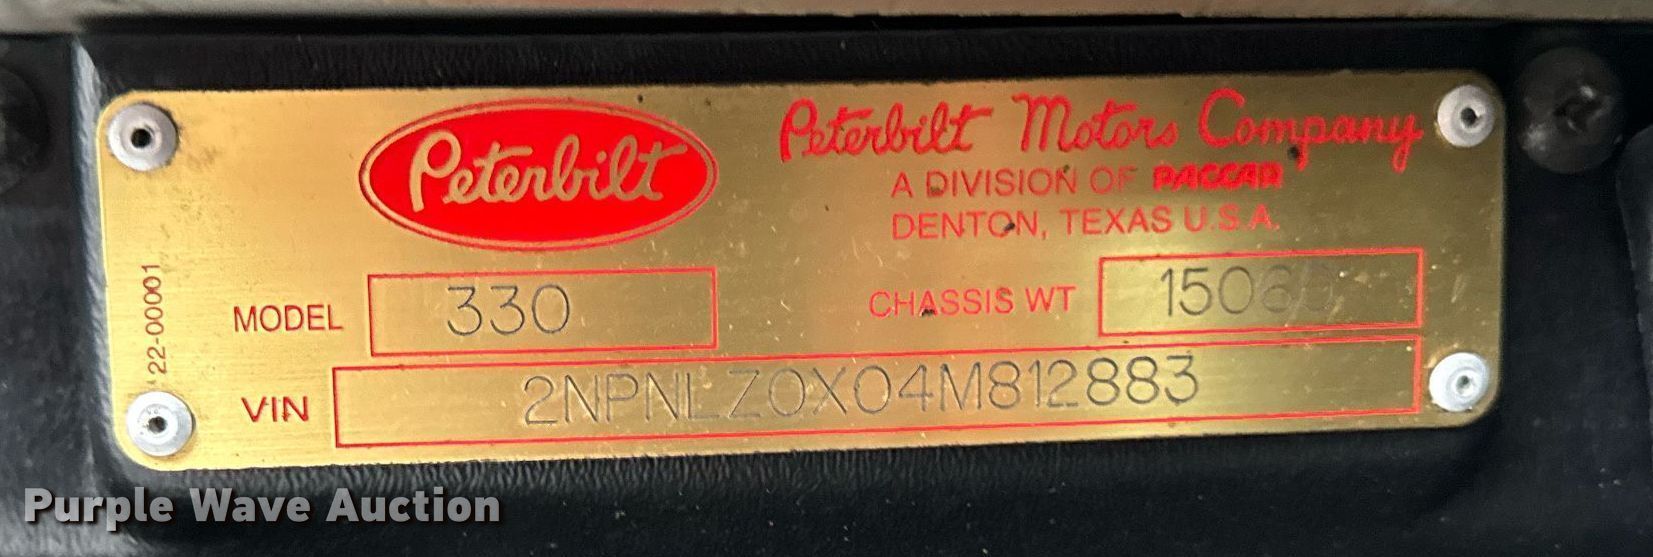 Peterbilt
Peterbilt Motors Company
A DIVISION OF PACCAR
DENTON, TEXAS U.S.A.
22-00001
MODEL 330
CHASSIS WT
VIN 2NPNLZ0X04M812883
Purple Wave Auction